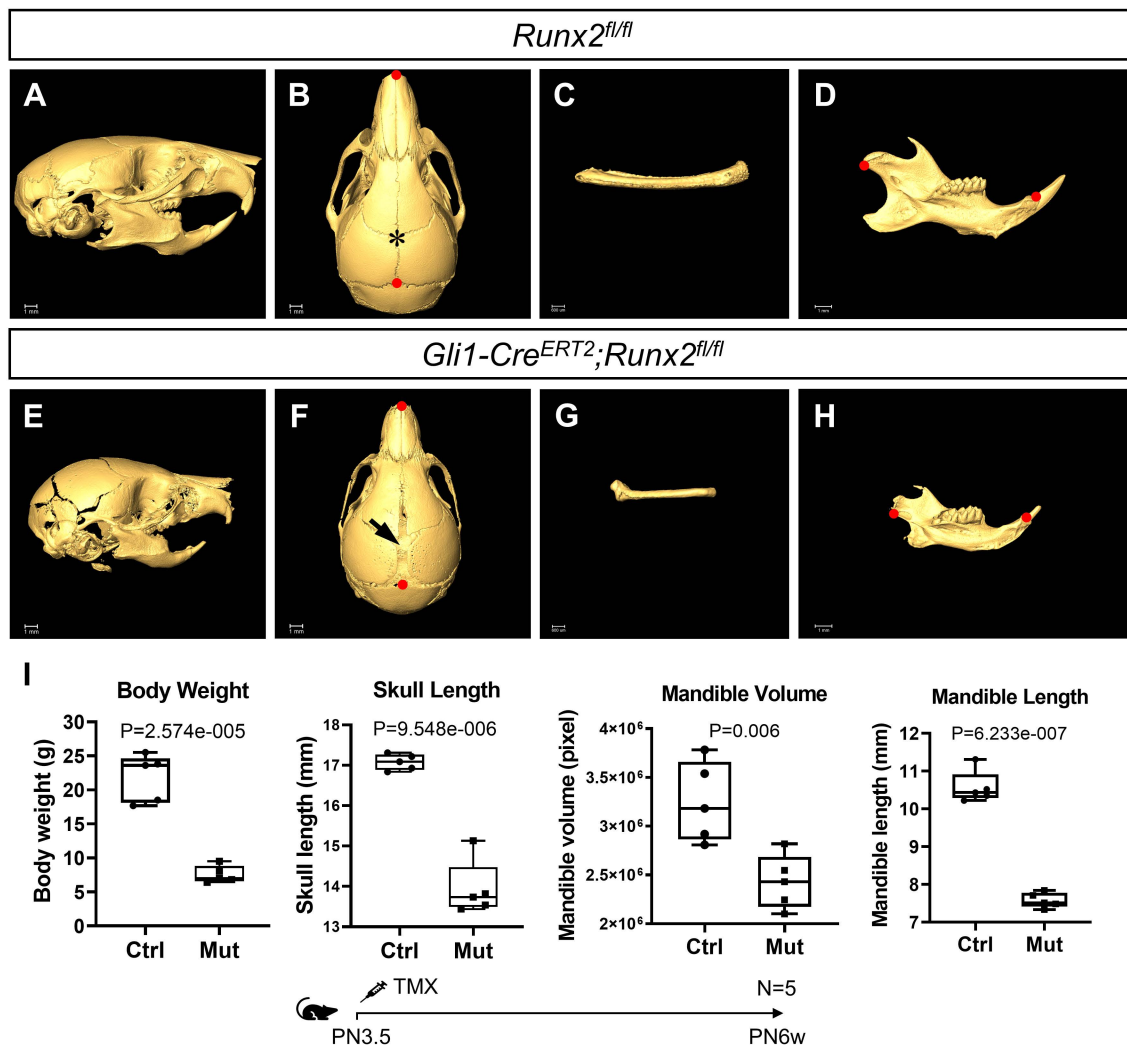 Runx2fl/fl
A
B
C
D
*
1 mm
1 mm
500 um
1 mm
Gli1-CreERT2;Runx2fl/fl
E
F
G
H
1 mm
1 mm
1 mm
I
Body Weight
P=2.574e-005
Body weight (g)
30
25
20
15
10
5
0
Ctrl
Mut
Skull Length
P=9.548e-006
Skull length (mm)
18
17
16
15
14
13
Ctrl
Mut
Mandible Volume
P=0.006
Mandible volume (pixel)
4×10⁶
3.5×10⁶
3×10⁶
2.5×10⁶
2×10⁶
Ctrl
Mut
Mandible Length
P=6.233e-007
Mandible length (mm)
12
11
10
9
8
7
Ctrl
Mut
TMX
N=5
PN3.5
PN6w